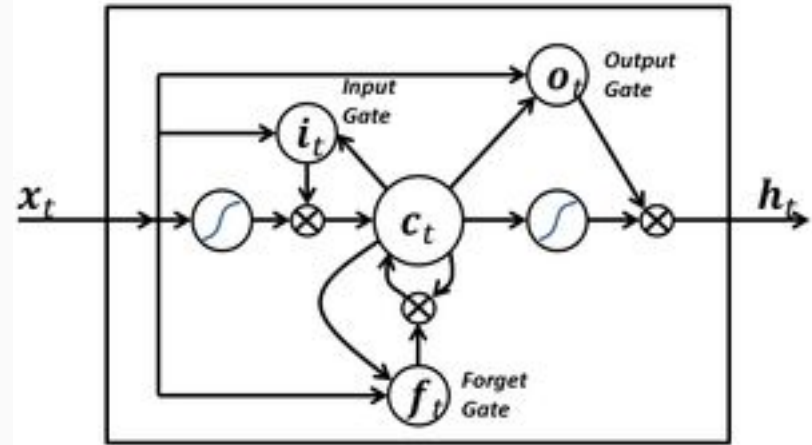 o_t
Output
Gate
Input
Gate
i_t
x_t
c_t
h_t
f_t
Forget
Gate